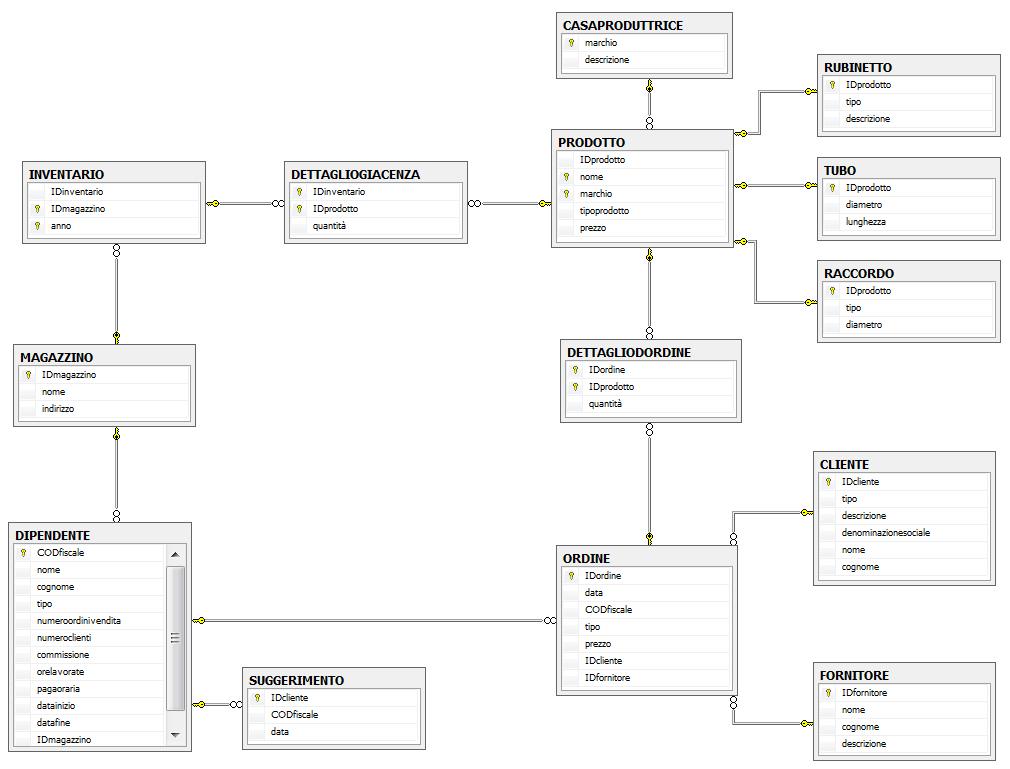 CASAPRODUTTRICE
marchio
descrizione
RUBINETTO
IDprodotto
tipo
descrizione
PRODOTTO
IDprodotto
nome
marchio
tipoprodotto
prezzo
INVENTARIO
IDinventario
IDmagazzino
anno
DETTAGLIOGIACENZA
IDinventario
IDprodotto
quantità
TUBO
IDprodotto
diametro
lunghezza
RACCORDO
IDprodotto
tipo
diametro
MAGAZZINO
IDmagazzino
nome
indirizzo
DETTAGLIODORDINE
IDordine
IDprodotto
quantità
CLIENTE
IDcliente
tipo
descrizione
denominazionesociale
nome
cognome
DIPENDENTE
CODfiscale
nome
cognome
tipo
numeroordinivendita
numeroclienti
commissione
orelavorate
pagaoraria
datainizio
datafine
IDmagazzino
ORDINE
IDordine
data
CODfiscale
tipo
prezzo
IDcliente
IDfornitore
SUGGERIMENTO
IDcliente
CODfiscale
data
FORNITORE
IDfornitore
nome
cognome
descrizione